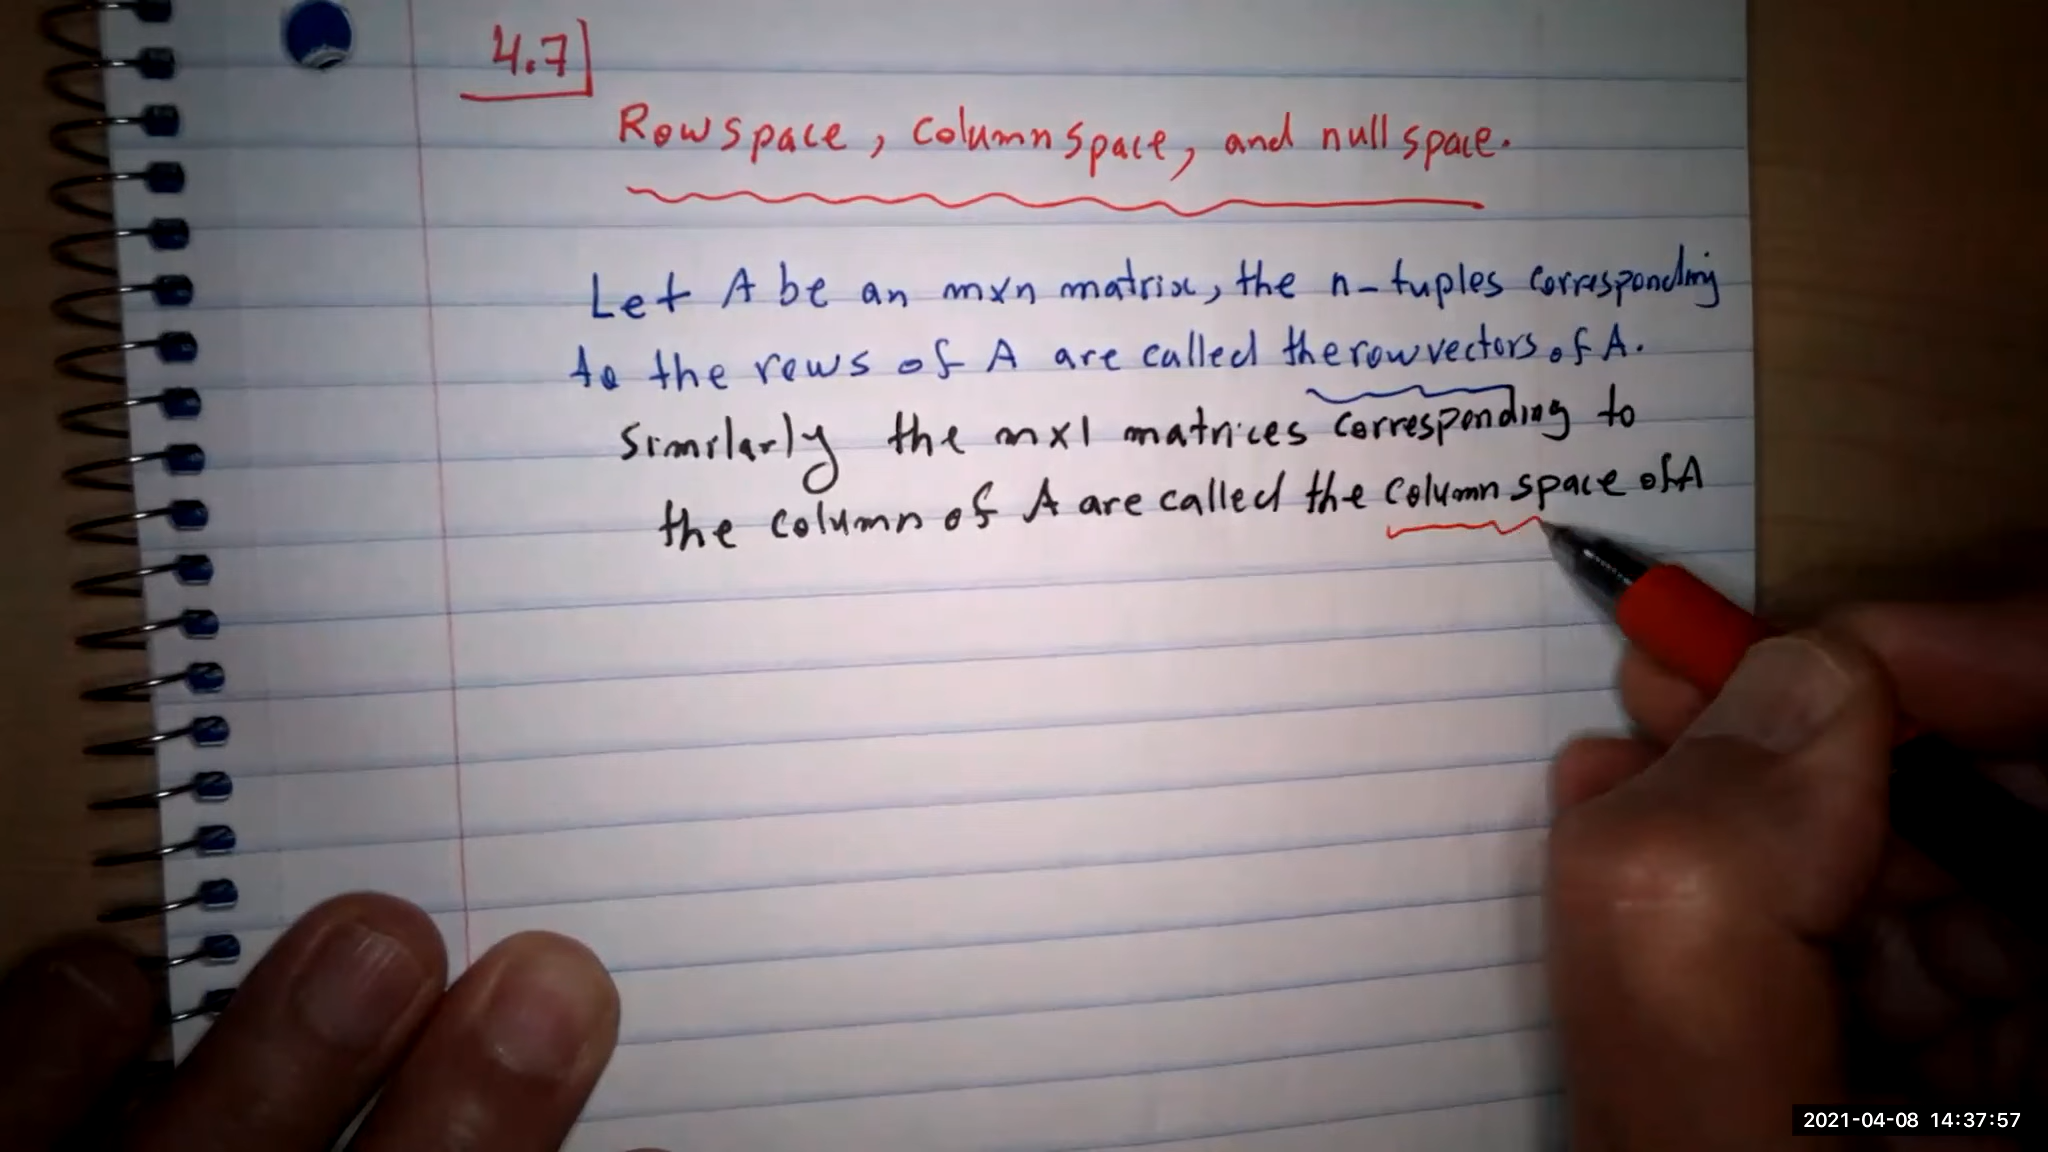 4.7
Row space, Column space, and null space.
Let A be an mxn matrix, the n-tuples corresponding
to the rows of A are called the row vectors of A.
Similarly the mx1 matrices corresponding to
the column of A are called the column space of A
2021-04-08 14:37:57